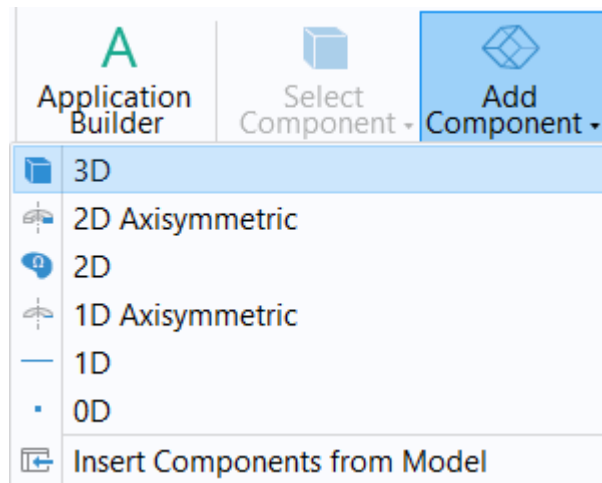 A
Application Builder
Select Component
Add Component
3D
2D Axisymmetric
Ω
2D
1D Axisymmetric
1D
0D
Insert Components from Model